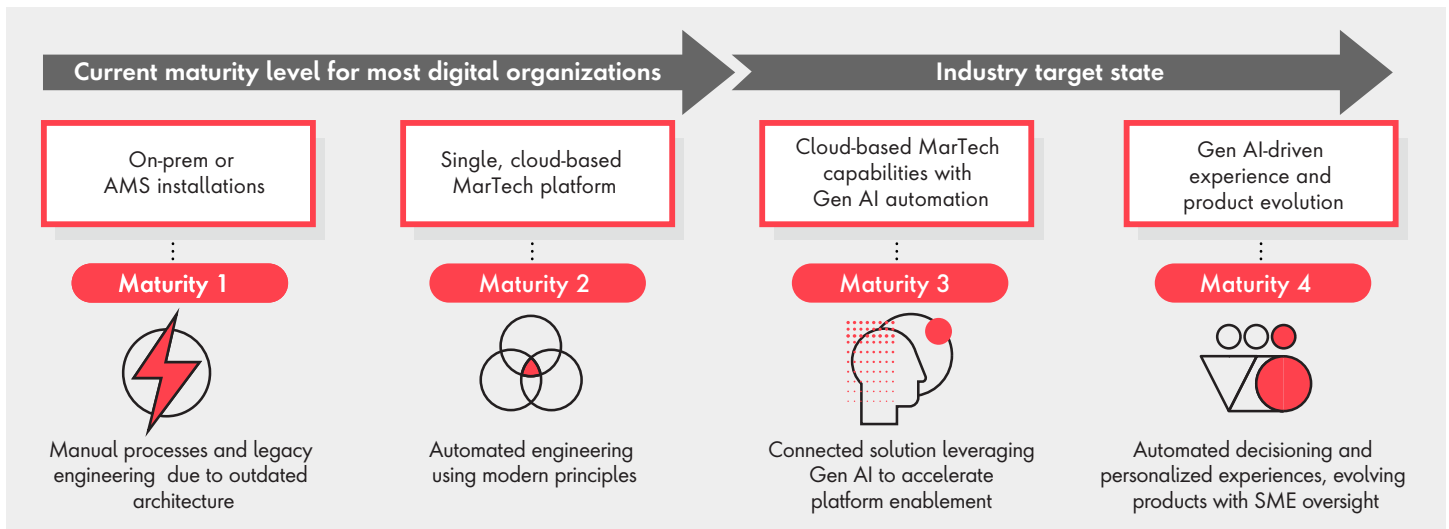 Current maturity level for most digital organizations
Industry target state
On-prem or
AMS installations
Single, cloud-based
MarTech platform
Cloud-based MarTech
capabilities with
Gen AI automation
Gen AI-driven
experience and
product evolution
Maturity 1
Maturity 2
Maturity 3
Maturity 4
Manual processes and legacy
engineering due to outdated
architecture
Automated engineering
using modern principles
Connected solution leveraging
Gen AI to accelerate
platform enablement
Automated decisioning and
personalized experiences, evolving
products with SME oversight